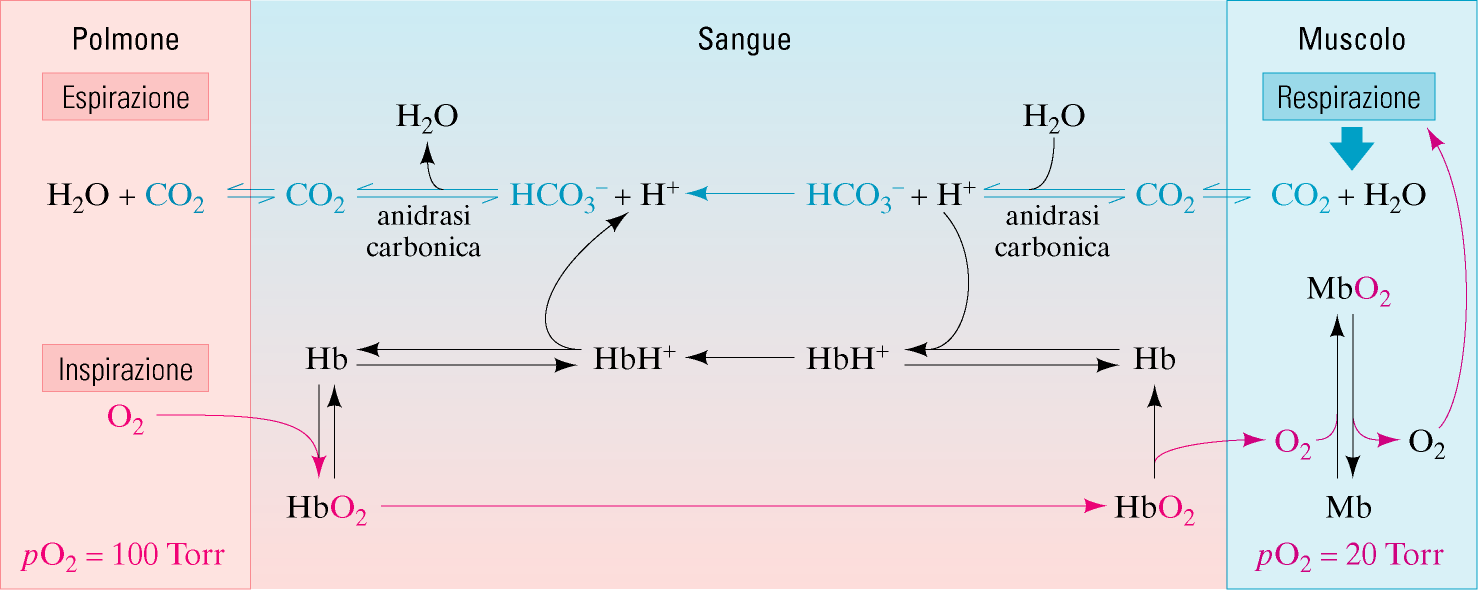 Polmone
Sangue
Muscolo
Espirazione
Respirazione
H₂O
H₂O
H₂O + CO₂
CO₂
HCO₃⁻ + H⁺
HCO₃⁻ + H⁺
CO₂
CO₂ + H₂O
anidrasi
carbonica
anidrasi
carbonica
MbO₂
Inspirazione
Hb
HbH⁺
HbH⁺
Hb
O₂
O₂
O₂
HbO₂
HbO₂
Mb
pO₂ = 100 Torr
pO₂ = 20 Torr